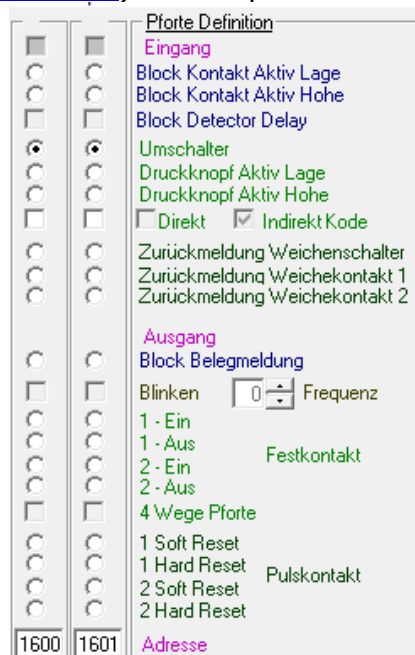 Pforte Definition
Eingang
Block Kontakt Aktiv Lage
Block Kontakt Aktiv Hohe
Block Detector Delay
Umschalter
Druckknopf Aktiv Lage
Druckknopf Aktiv Hohe
Direkt Indirekt Kode
Zurückmeldung Weichenschalter
Zurückmeldung Weichekontakt 1
Zurückmeldung Weichekontakt 2
Ausgang
Block Belegmeldung
Blinken 0 Frequenz
1 - Ein
1 - Aus
Festkontakt
2 - Ein
2 - Aus
4 Wege Pforte
1 Soft Reset
1 Hard Reset
Pulskontakt
2 Soft Reset
2 Hard Reset
1600 1601 Adresse